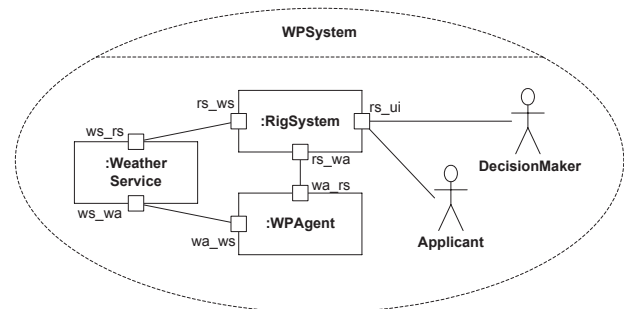 WPSystem
rs_ws
rs_ui
:RigSystem
ws_rs
:Weather
Service
rs_wa
DecisionMaker
wa_rs
ws_wa
:WPAgent
wa_ws
Applicant